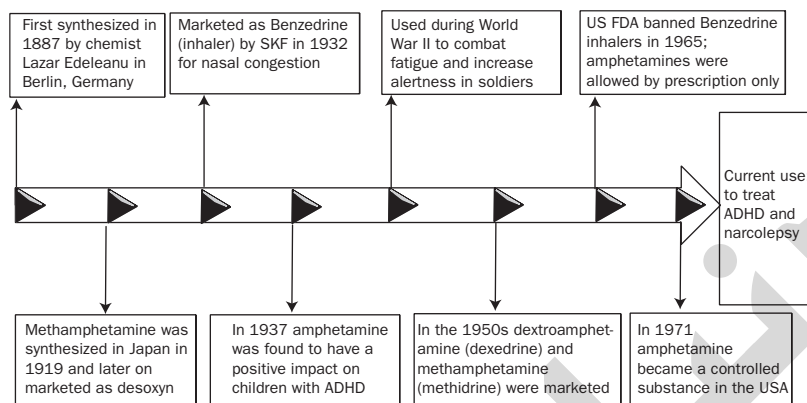 First synthesized in
1887 by chemist
Lazar Edeleanu in
Berlin, Germany
Marketed as Benzedrine
(inhaler) by SKF in 1932
for nasal congestion
Used during World
War II to combat
fatigue and increase
alertness in soldiers
US FDA banned Benzedrine
inhalers in 1965;
amphetamines were
allowed by prescription only
Current use
to treat
ADHD and
narcolepsy
Methamphetamine was
synthesized in Japan in
1919 and later on
marketed as desoxyn
In 1937 amphetamine
was found to have a
positive impact on
children with ADHD
In the 1950s dextroamphet-
amine (dexedrine) and
methamphetamine
(methidrine) were marketed
In 1971
amphetamine
became a controlled
substance in the USA